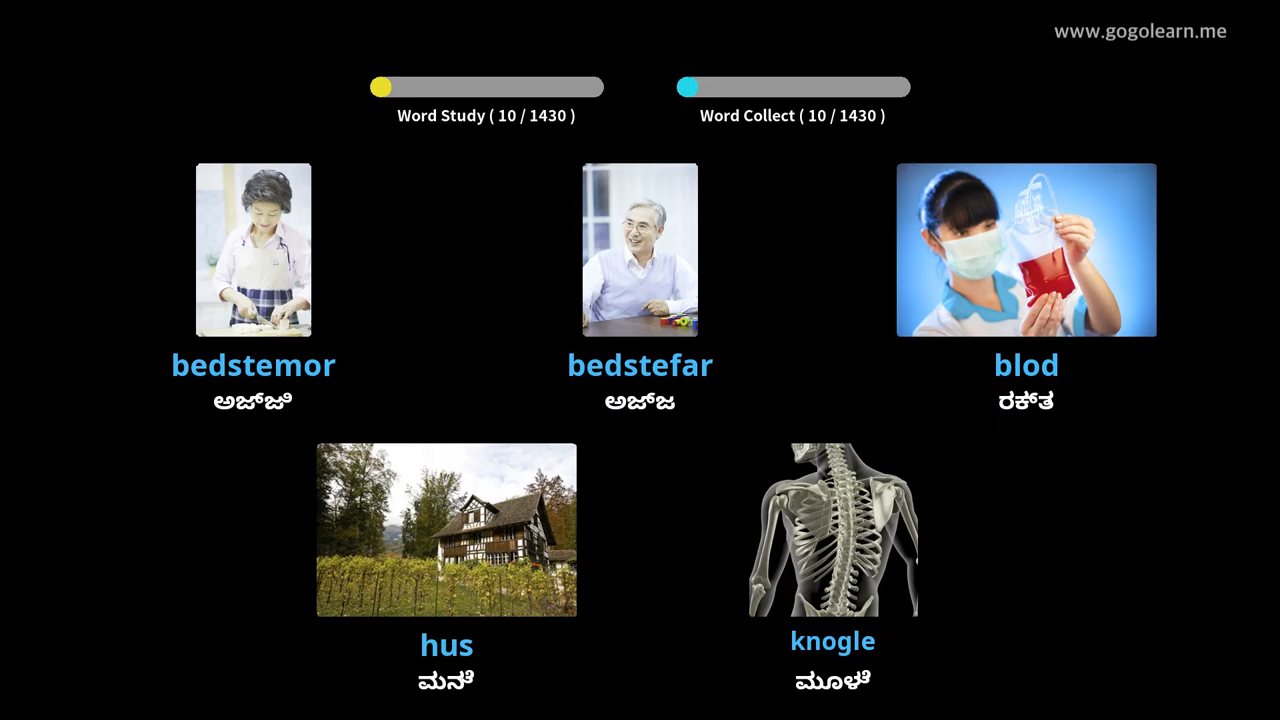 www.gogolearn.me
Word Study ( 10 / 1430 )
Word Collect ( 10 / 1430 )
bedstemor
ಅಜ್ಜಿ
bedstefar
ಅಜ್ಜ
blod
ರಕ್ತ
hus
ಮನೆ
knogle
ಮೂಳೆ